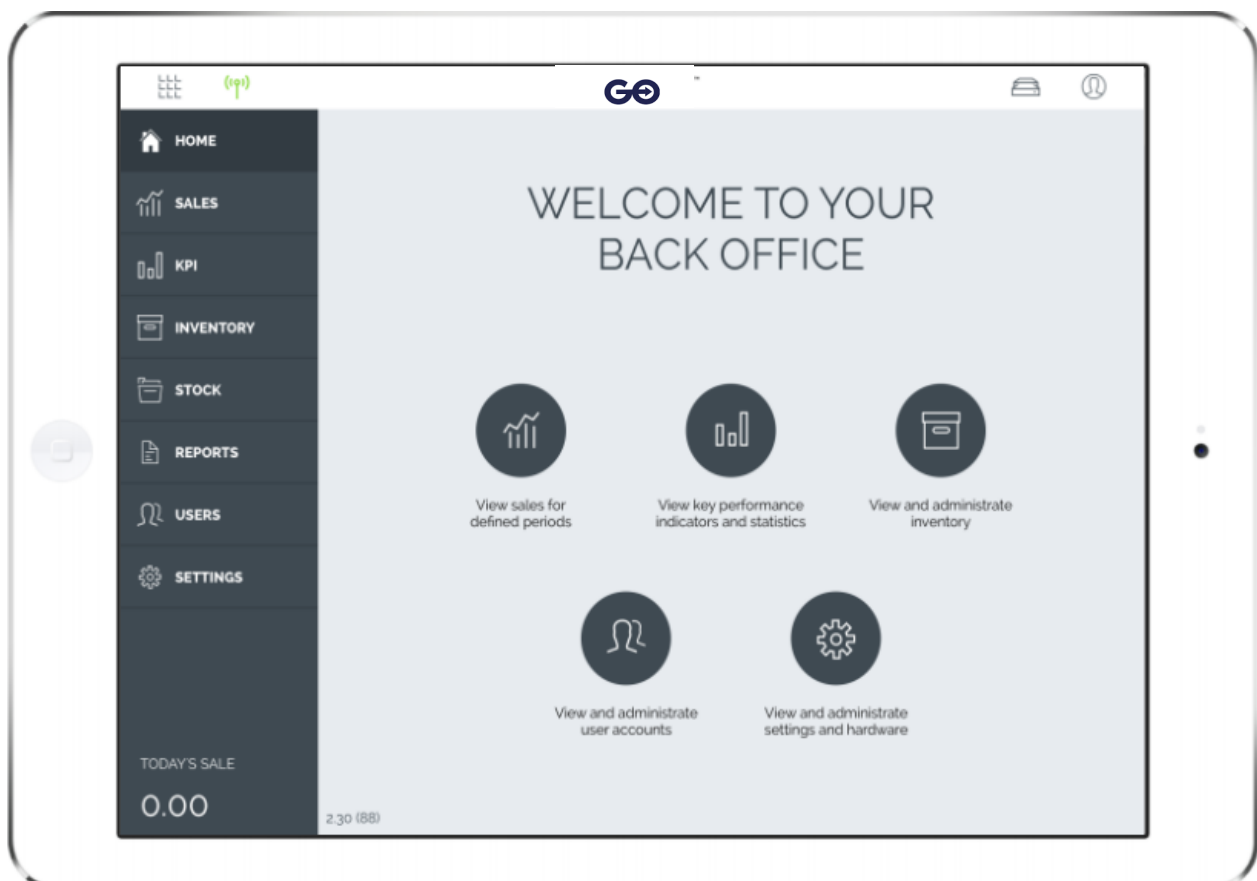 GO
™
HOME
SALES
KPI
INVENTORY
STOCK
REPORTS
USERS
SETTINGS
TODAY'S SALE
0.00
WELCOME TO YOUR
BACK OFFICE
View sales for
defined periods
View key performance
indicators and statistics
View and administrate
inventory
View and administrate
user accounts
View and administrate
settings and hardware
2.30 (88)